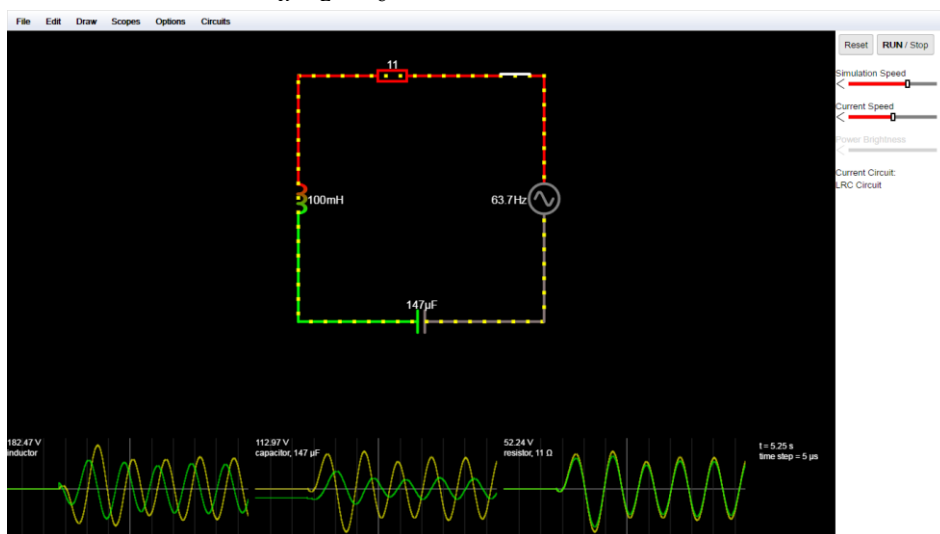 File Edit Draw Scopes Options Circuits
Reset RUN / Stop
Simulation Speed
Current Speed
Power Brightness
Current Circuit:
LRC Circuit
11
100mH
63.7Hz
147µF
182.47 V
inductor
112.97 V
capacitor, 147 µF
52.24 V
resistor, 11 Ω
t = 5.25 s
time step = 5 µs